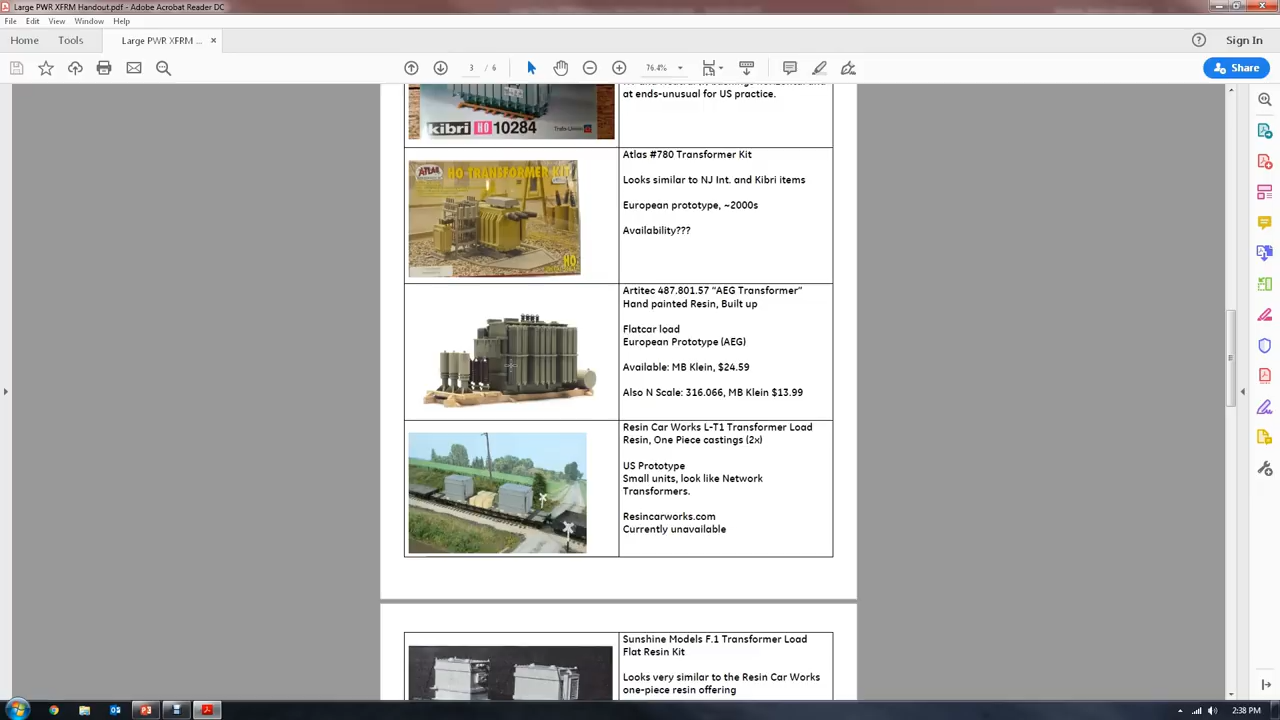 Large PWR XFRM Handout.pdf - Adobe Acrobat Reader DC
File Edit View Window Help
Home Tools Large PWR XFRM ... × Sign In
3 / 6 76.4% Share
at ends-unusual for US practice.
kibri HO 10284
Atlas #780 Transformer Kit
ATLAS HO TRANSFORMER KIT
Looks similar to NJ Int. and Kibri items
European prototype, ~2000s
Availability???
HO
Artitec 487.801.57 "AEG Transformer"
Hand painted Resin, Built up
Flatcar load
European Prototype (AEG)
Available: MB Klein, $24.59
Also N Scale: 316.066, MB Klein $13.99
Resin Car Works L-T1 Transformer Load
Resin, One Piece castings (2x)
US Prototype
Small units, look like Network
Transformers.
Resincarworks.com
Currently unavailable
Sunshine Models F.1 Transformer Load
Flat Resin Kit
Looks very similar to the Resin Car Works
one-piece resin offering
2:38 PM